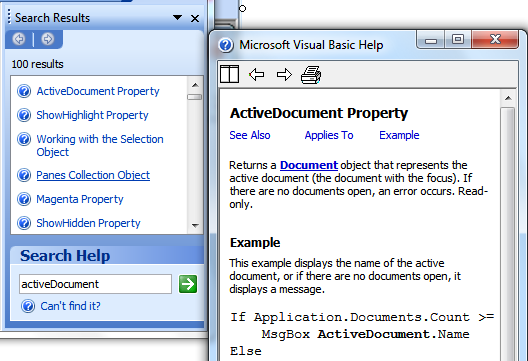 Search Results
100 results
ActiveDocument Property
ShowHighlight Property
Working with the Selection
Object
Panes Collection Object
Magenta Property
ShowHidden Property
Search Help
activeDocument
Can't find it?
Microsoft Visual Basic Help
ActiveDocument Property
See Also Applies To Example
Returns a Document object that represents the
active document (the document with the focus). If
there are no documents open, an error occurs. Read-
only.
Example
This example displays the name of the active
document, or if there are no documents open, it
displays a message.
If Application.Documents.Count >=
MsgBox ActiveDocument.Name
Else